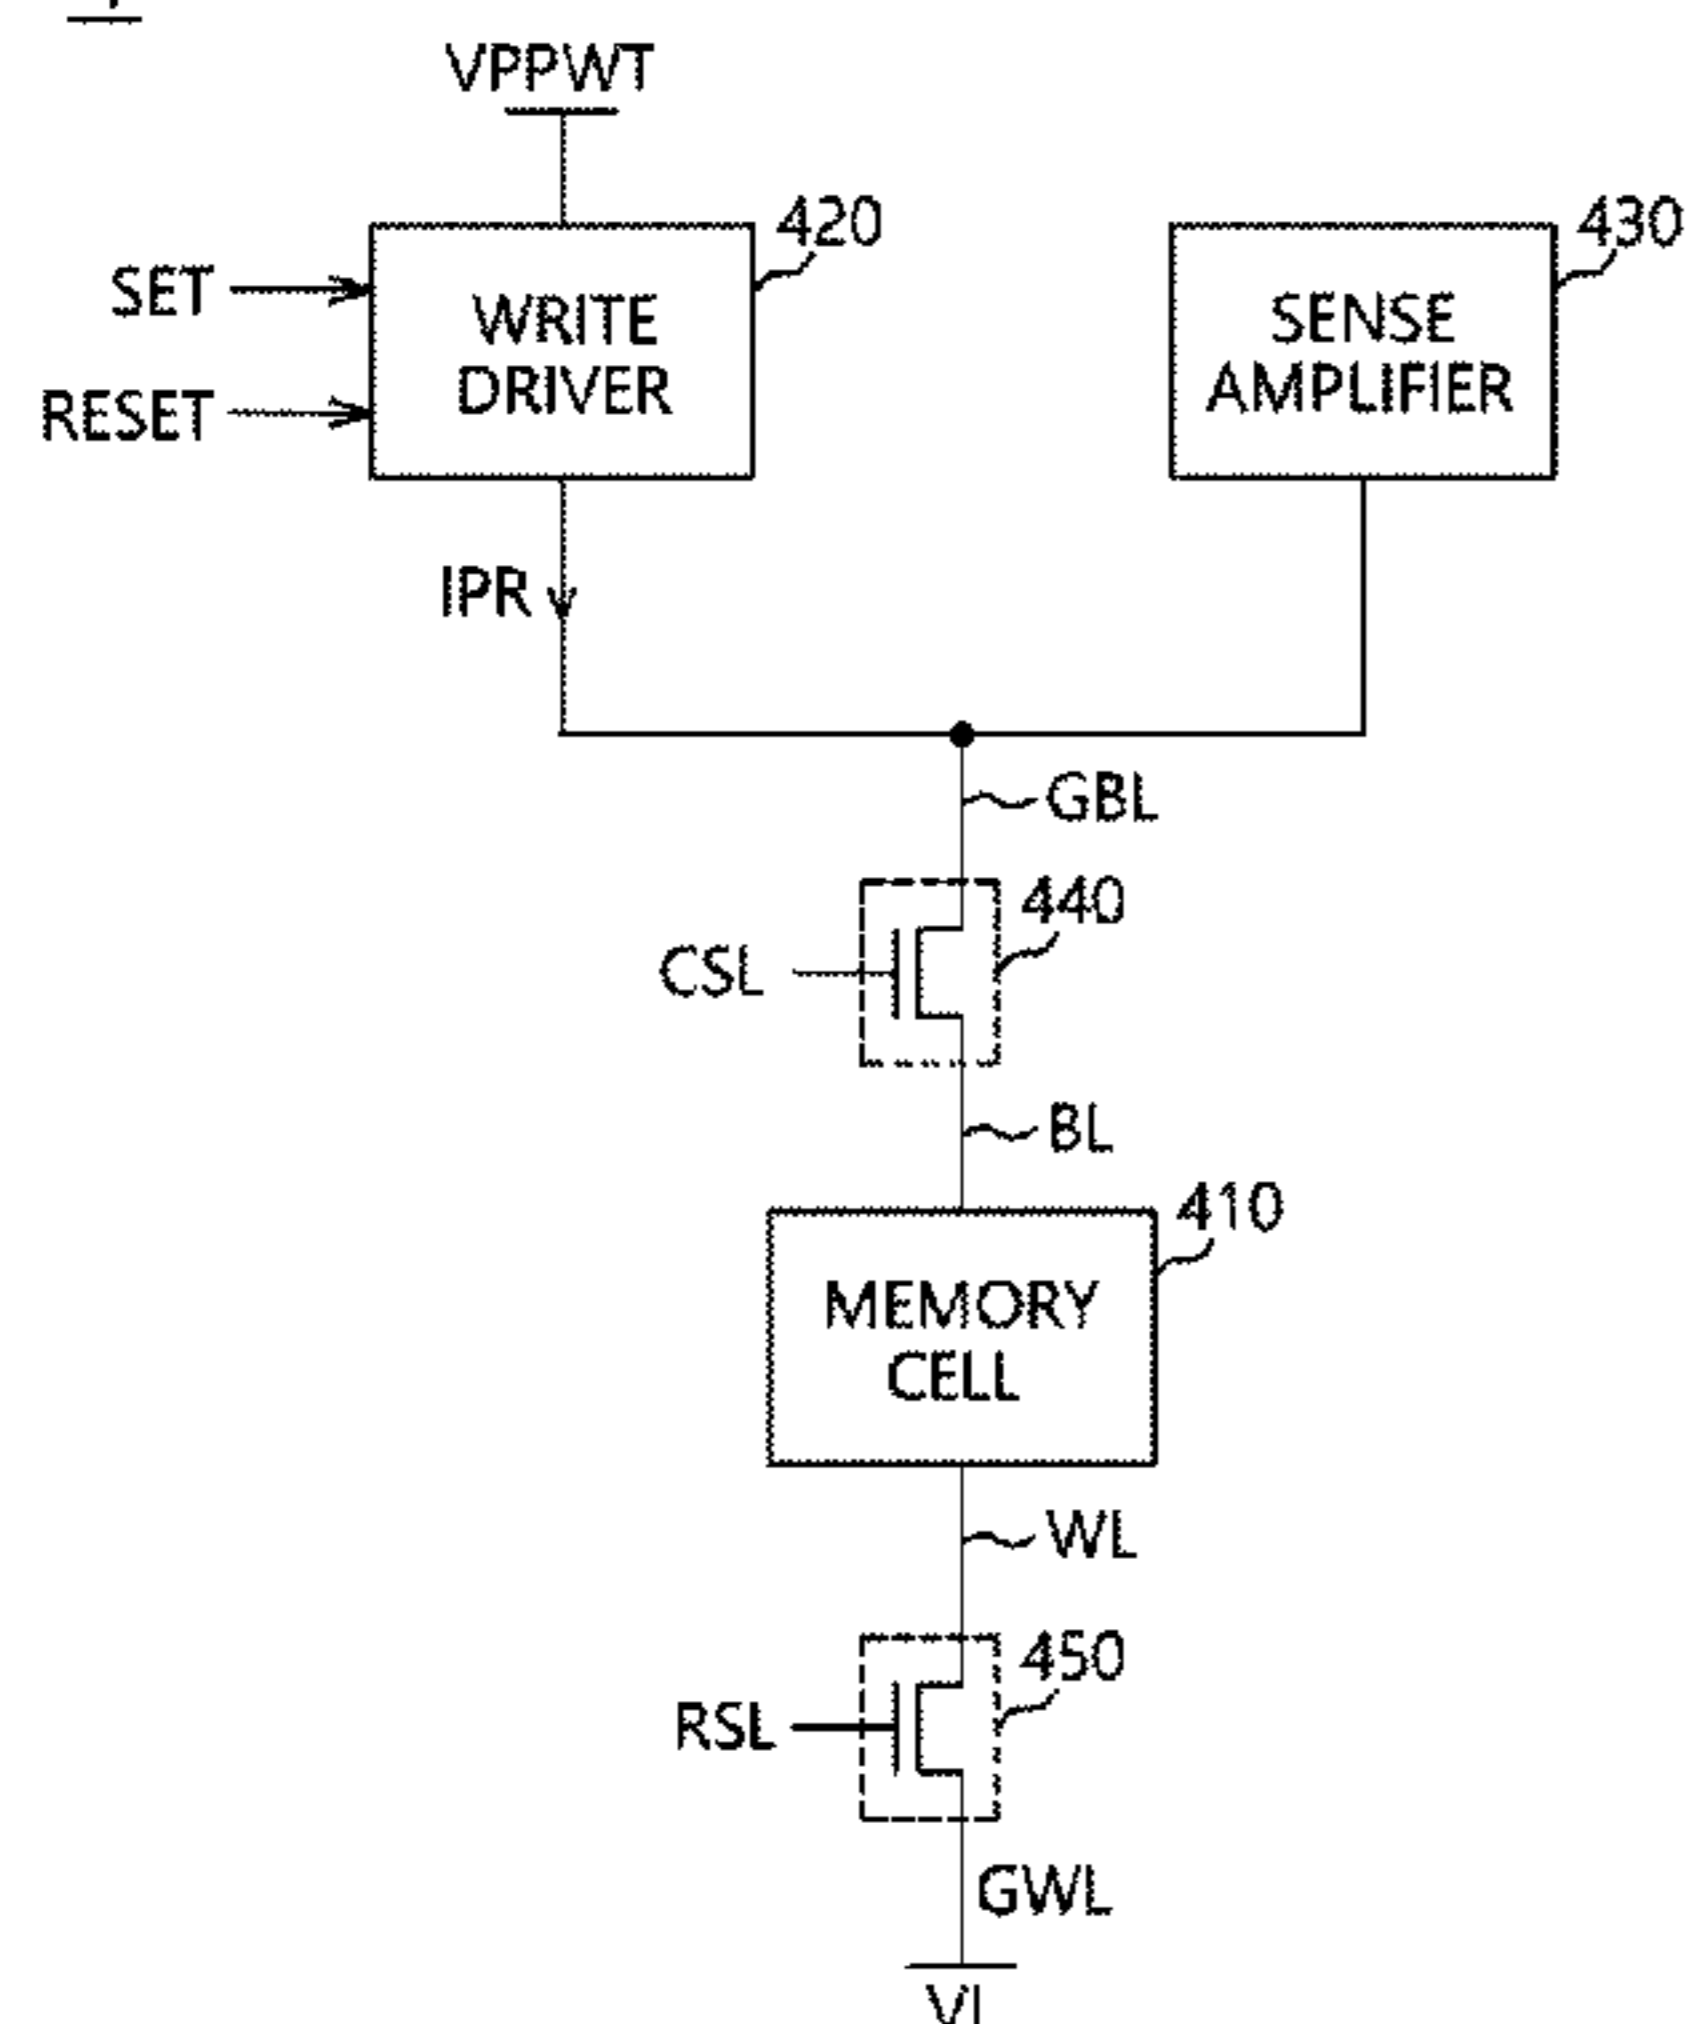 VPPWT
420
430
SET
WRITE
DRIVER
SENSE
AMPLIFIER
RESET
IPR
GBL
440
CSL
BL
410
MEMORY
CELL
WL
450
RSL
GWL